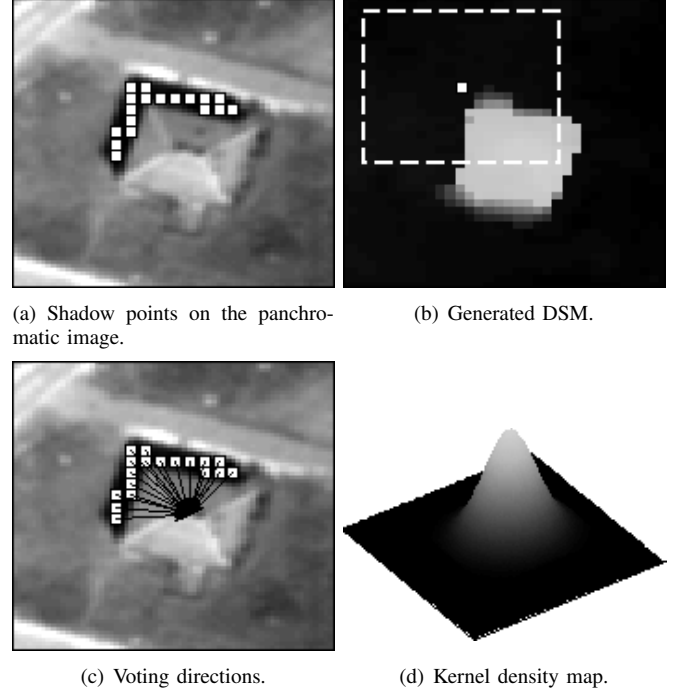 (a) Shadow points on the panchro-
matic image.
(b) Generated DSM.
(c) Voting directions.
(d) Kernel density map.